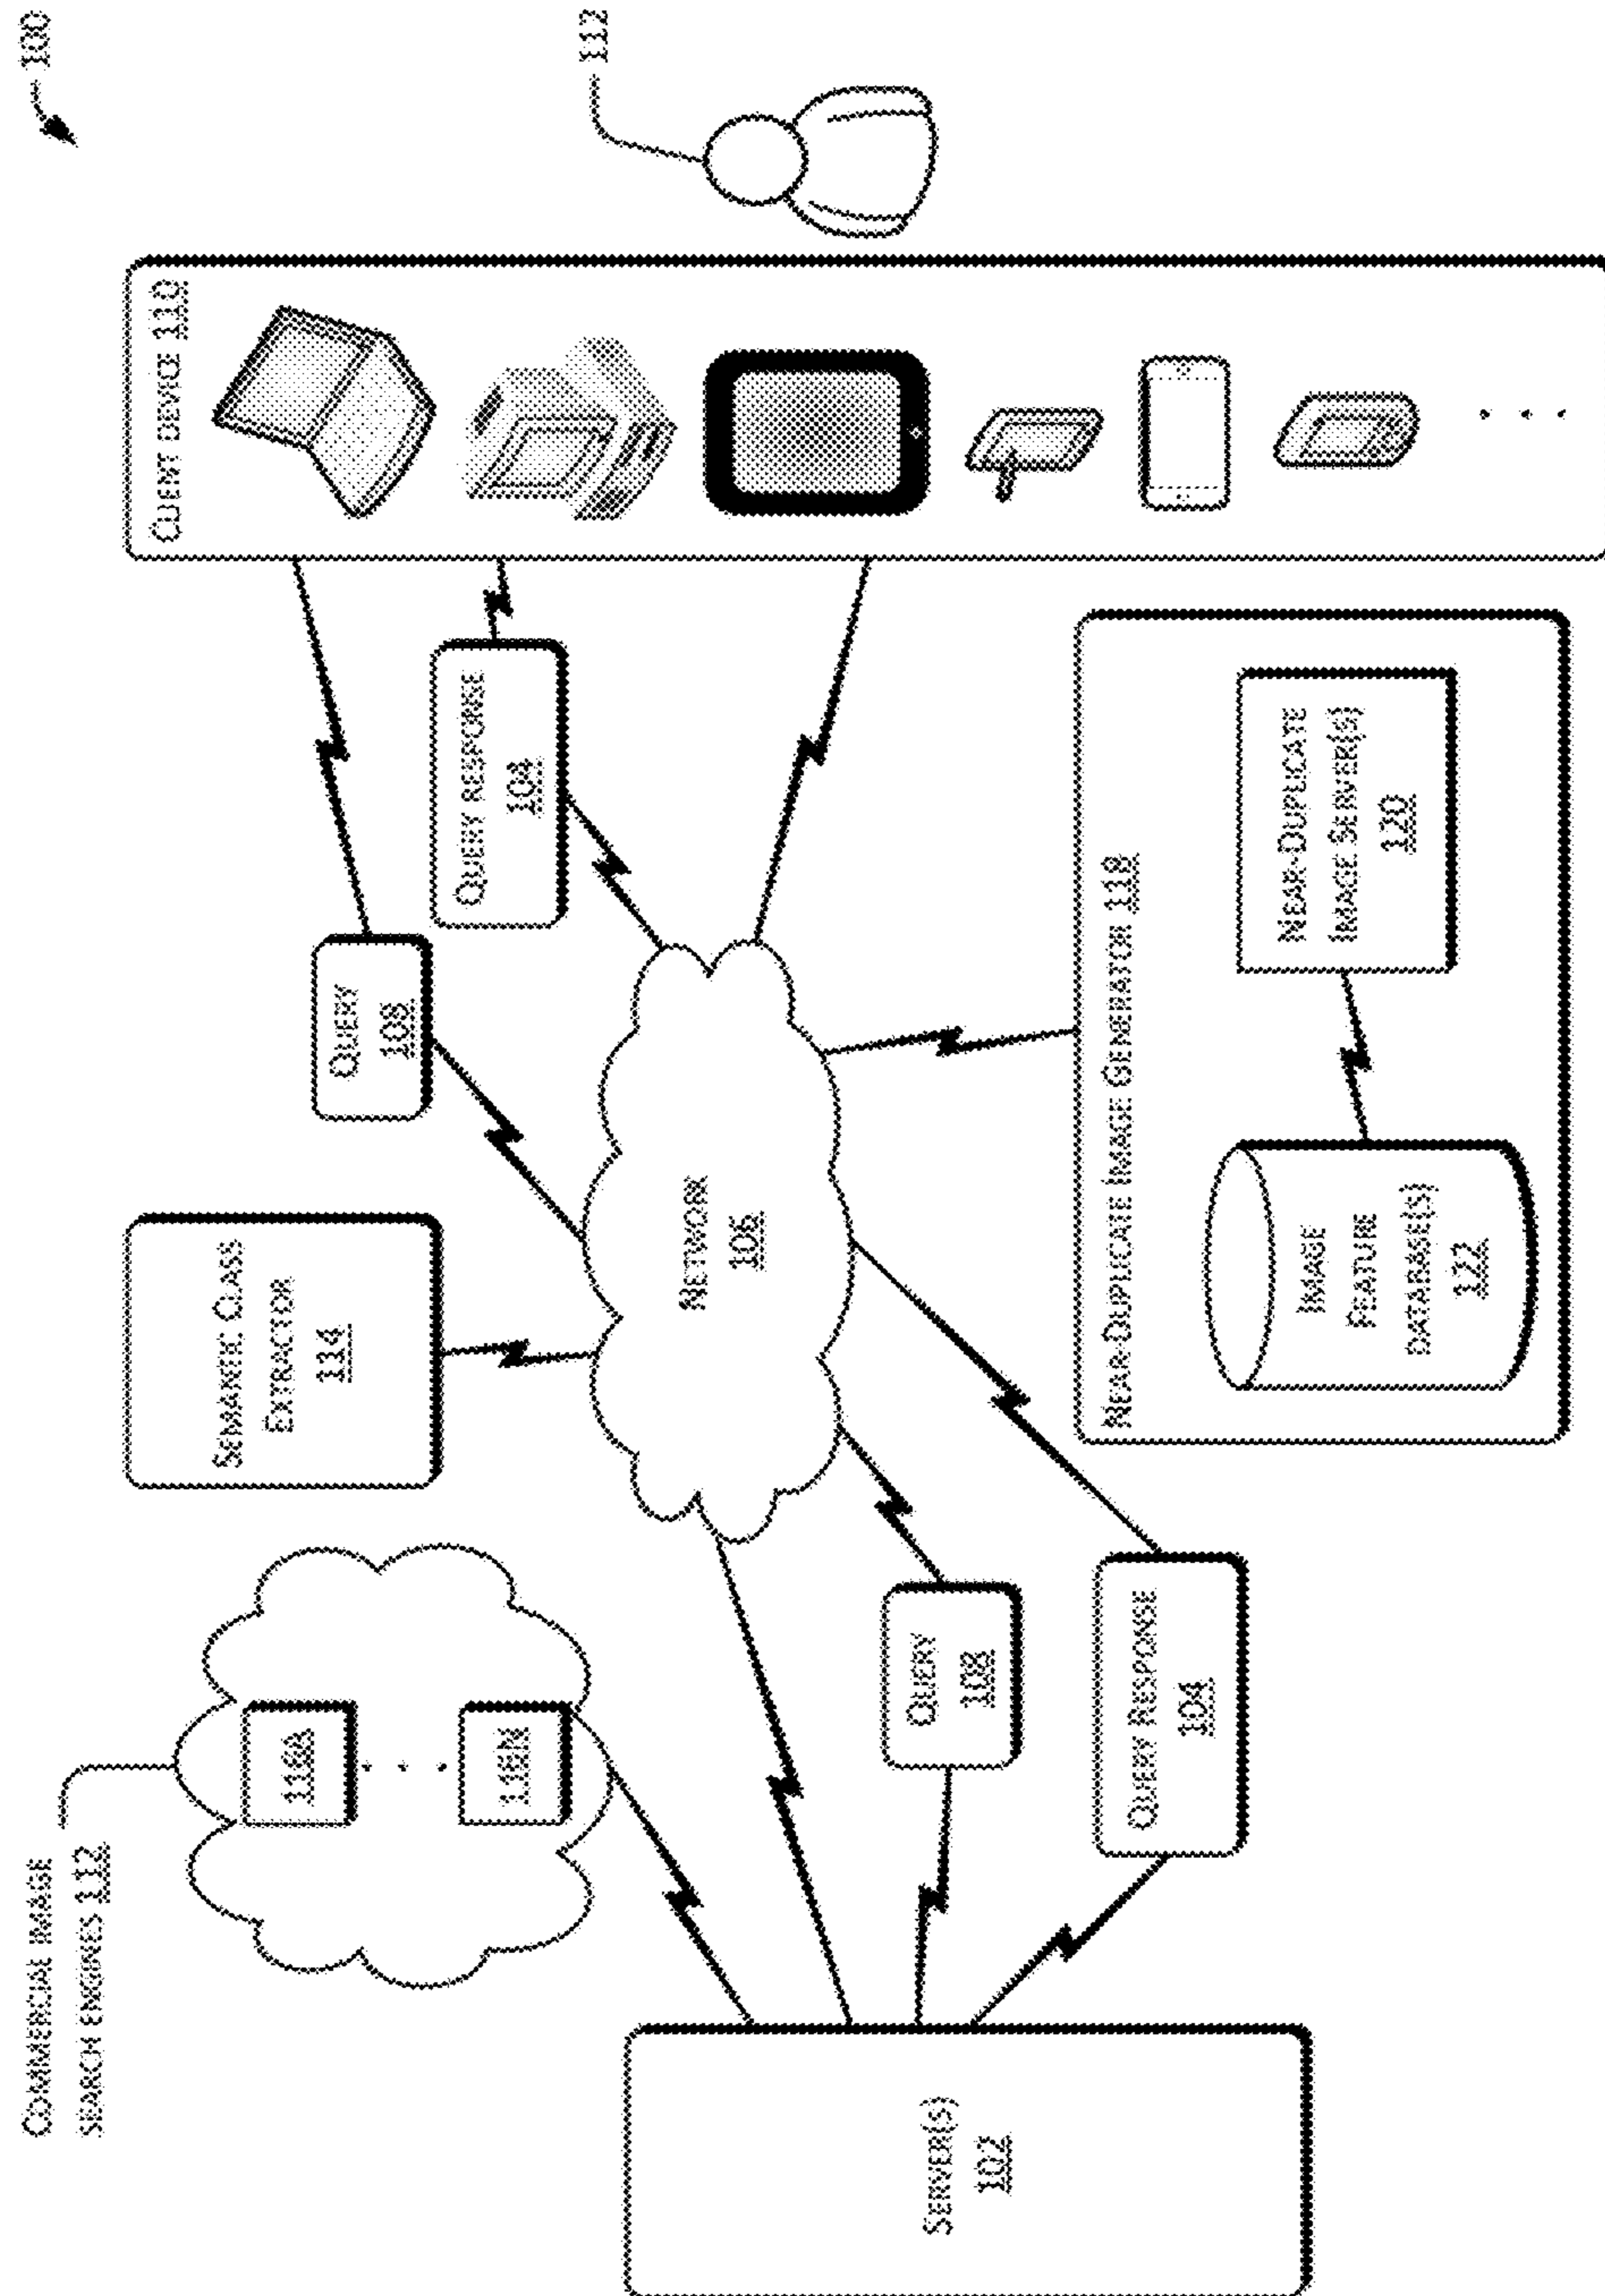 100
COMMERCIAL IMAGE
SEARCH ENGINES 112
116A
116N
SEMANTIC CLASS
EXTRACTOR
114
QUERY
108
QUERY RESPONSE
104
CLIENT DEVICE 110
112
NETWORK
106
SERVER(S)
102
QUERY
108
QUERY RESPONSE
104
NEAR-DUPLICATE IMAGE GENERATOR 118
IMAGE
FEATURE
DATABASE(S)
122
NEAR-DUPLICATE
IMAGE SERVER(S)
120